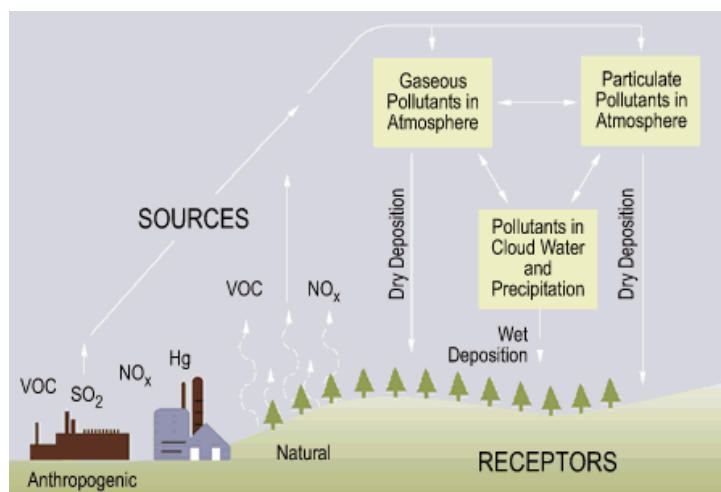 Gaseous
Pollutants in
Atmosphere
Particulate
Pollutants in
Atmosphere
SOURCES
Dry Deposition
Pollutants in
Cloud Water
and
Precipitation
Dry Deposition
VOC
NOx
Wet
Deposition
VOC
SO2
NOx
Hg
Anthropogenic
Natural
RECEPTORS